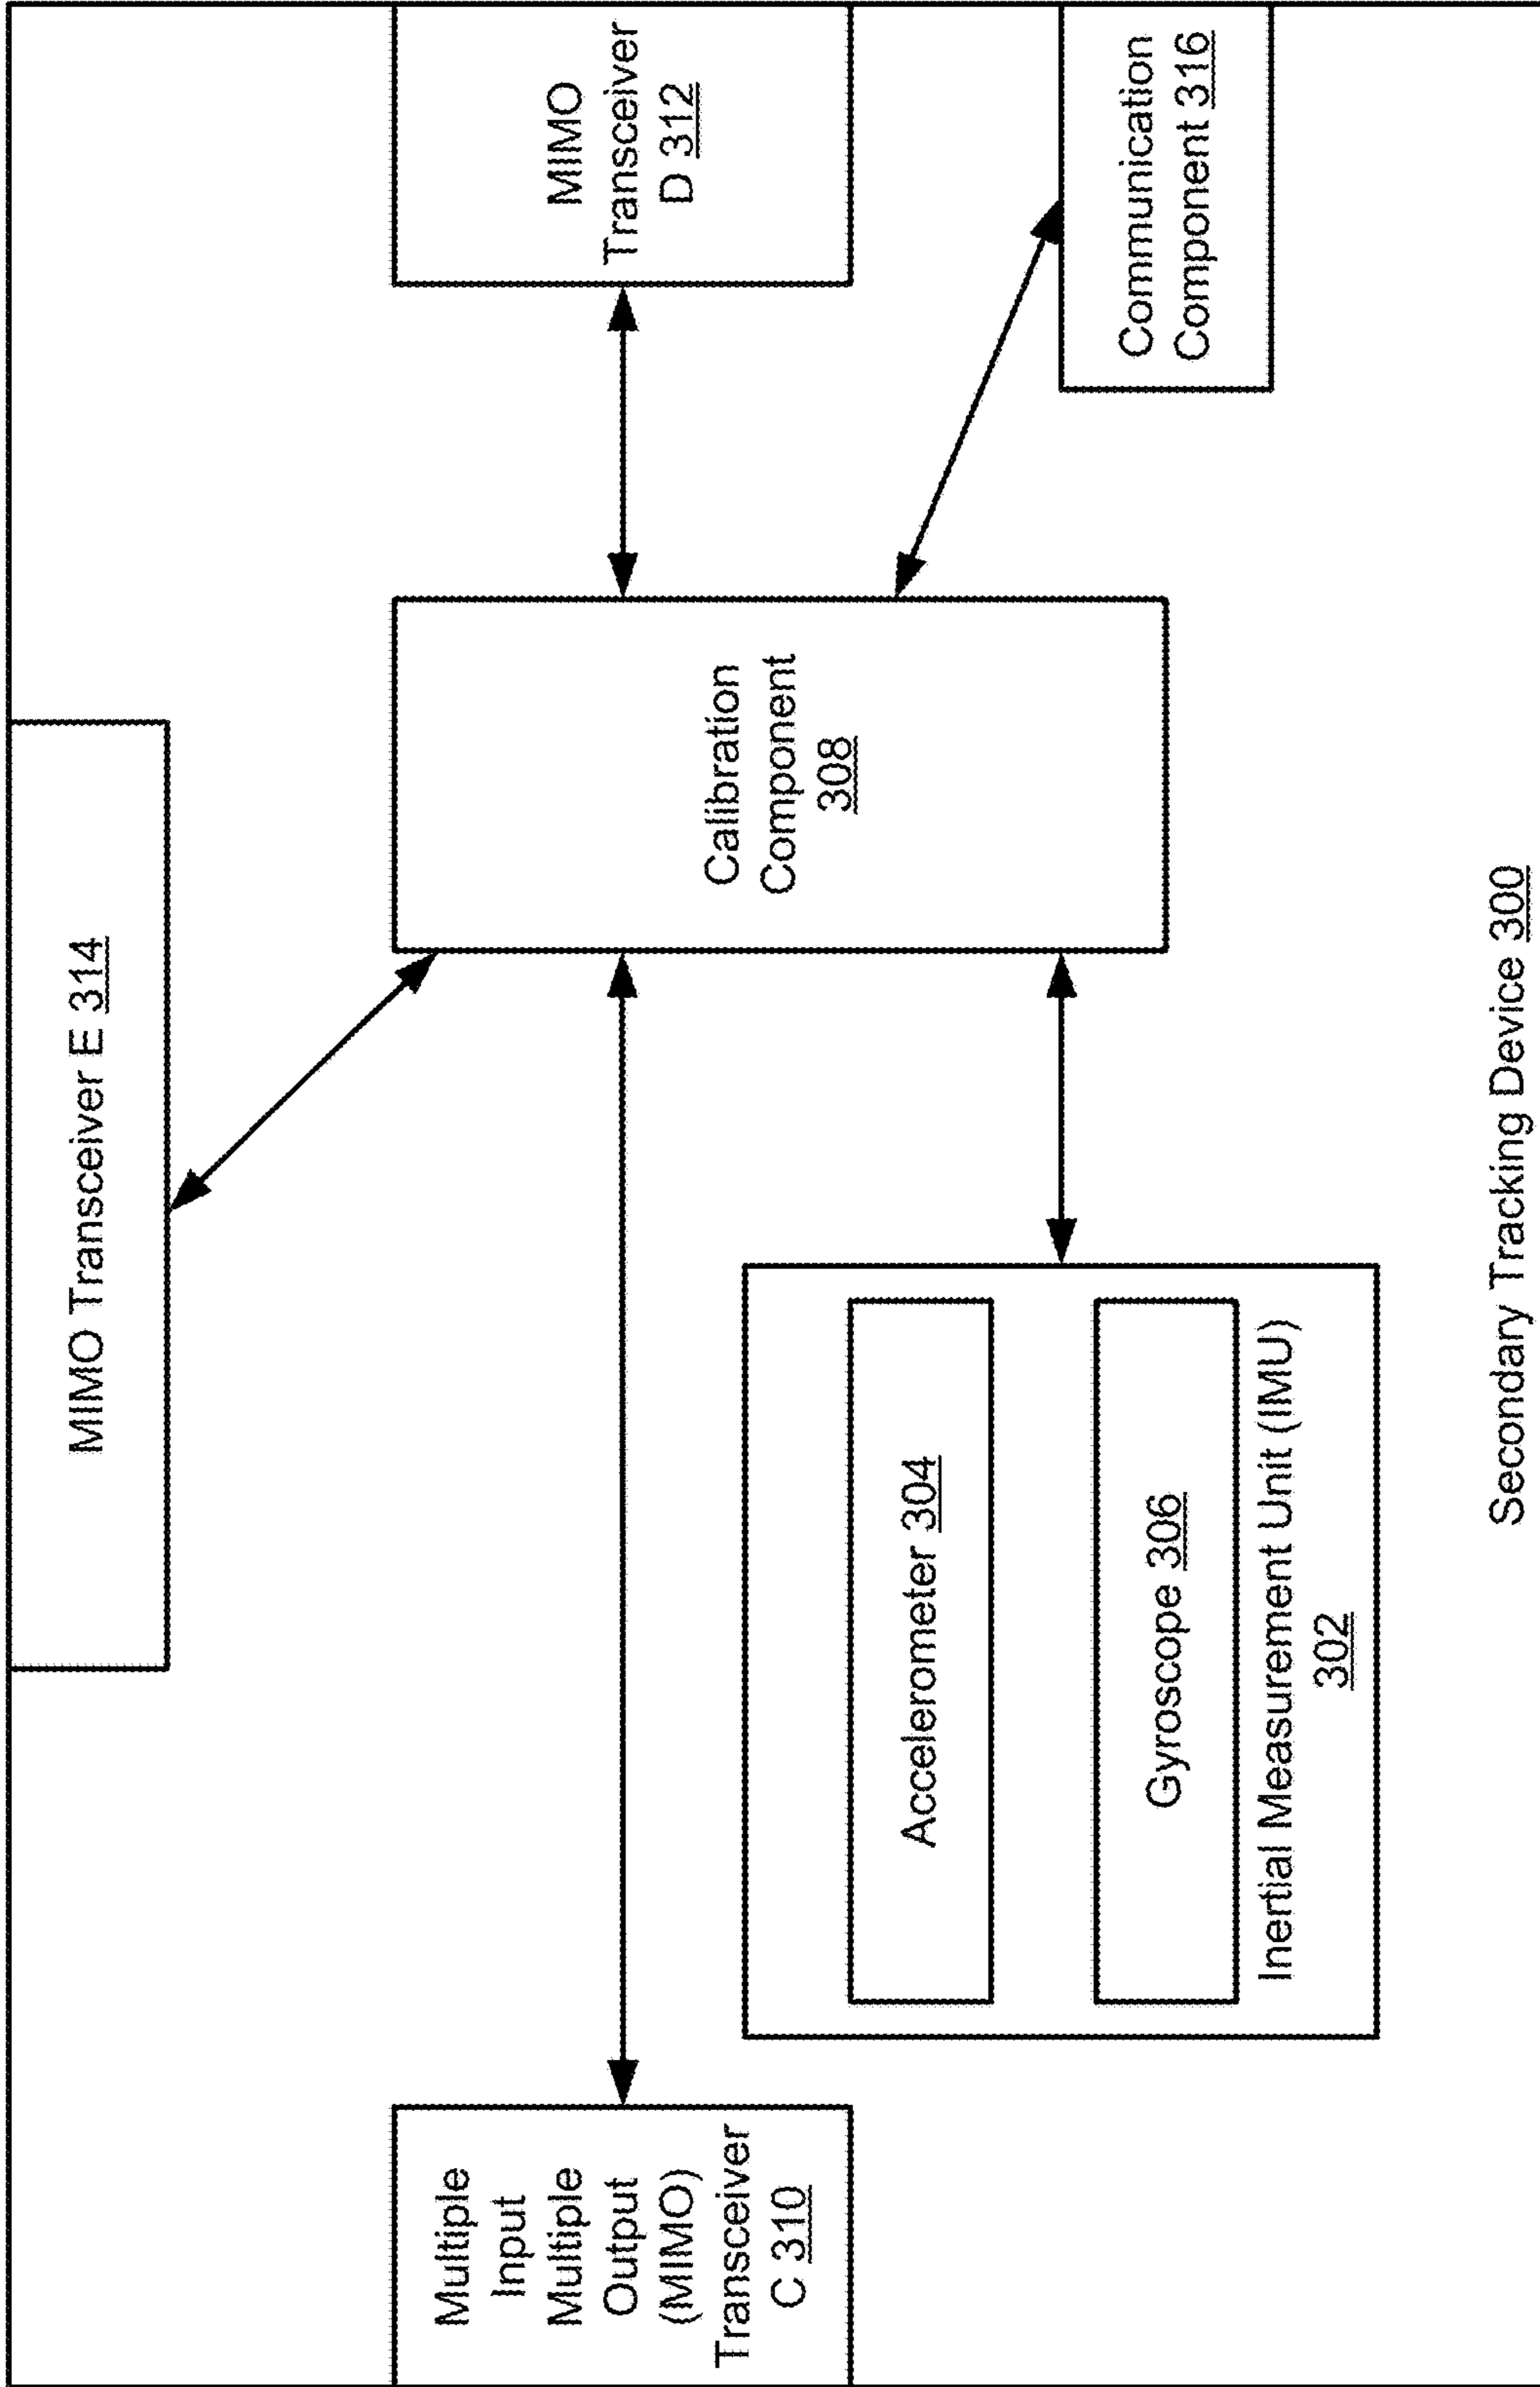 MIMO Transceiver E 314
Multiple
Input
Multiple
Output
(MIMO)
Transceiver
C 310
Calibration
Component
308
MIMO
Transceiver
D 312
Accelerometer 304
Gyroscope 306
Inertial Measurement Unit (IMU)
302
Communication
Component 316
Secondary Tracking Device 300